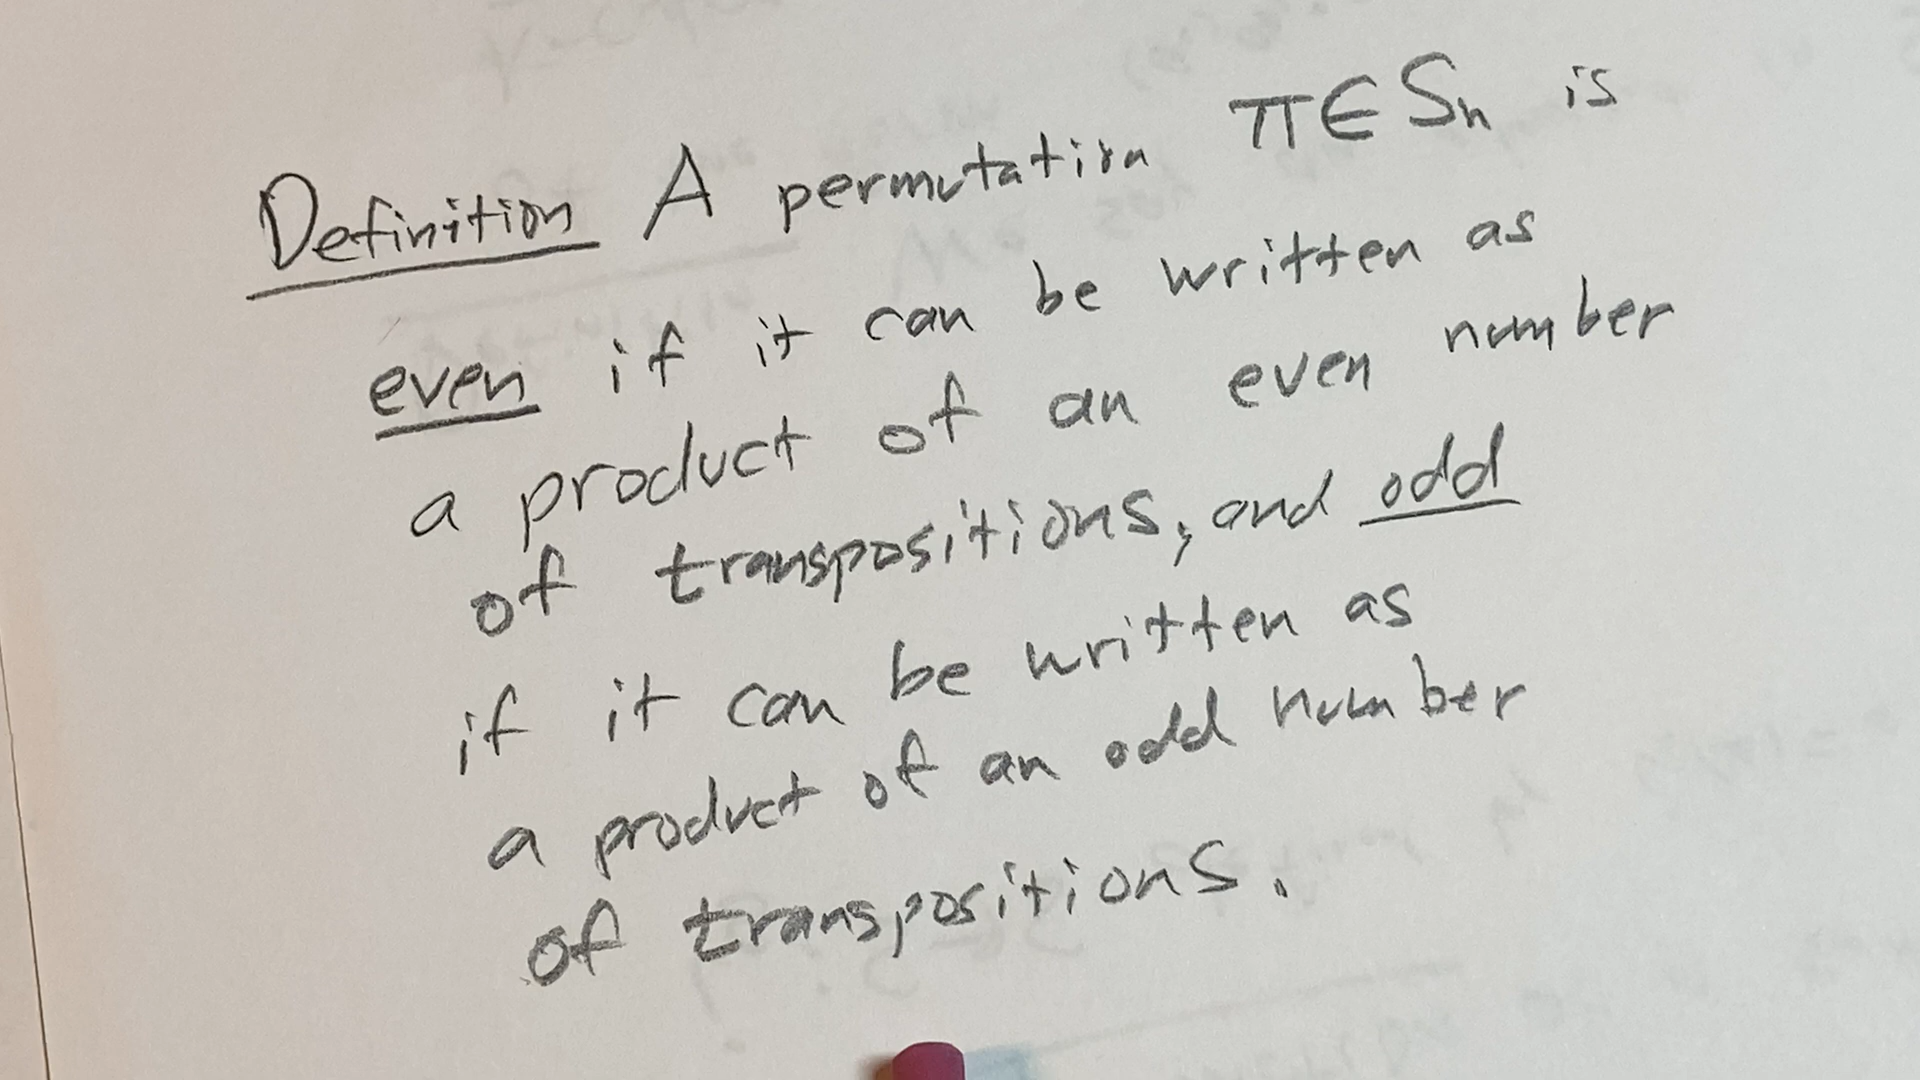 Definition A permutation π∈Sₙ is
even if it can be written as
a product of an even number
of transpositions, and odd
if it can be written as
a product of an odd number
of transpositions.